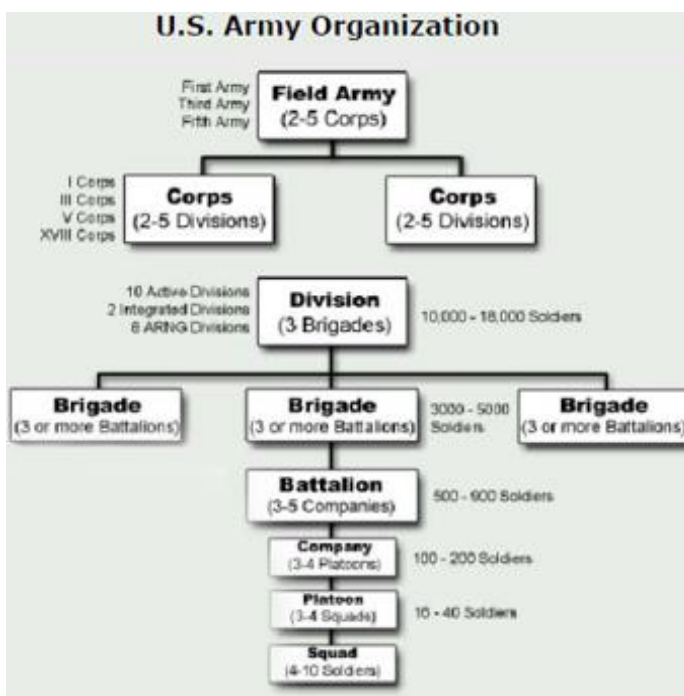 U.S. Army Organization
First Army
Third Army
Fifth Army
Field Army
(2-5 Corps)
I Corps
III Corps
V Corps
XVIII Corps
Corps
(2-5 Divisions)
Corps
(2-5 Divisions)
10 Active Divisions
2 Integrated Divisions
6 ARNG Divisions
Division
(3 Brigades)
10,000 - 18,000 Soldiers
Brigade
(3 or more Battalions)
Brigade
(3 or more Battalions)
3000 - 5000
Soldiers
Brigade
(3 or more Battalions)
Battalion
(3-5 Companies)
500 - 600 Soldiers
Company
(3-4 Platoons)
100 - 200 Soldiers
Platoon
(3-4 Squads)
16 - 40 Soldiers
Squad
(4-10 Soldiers)